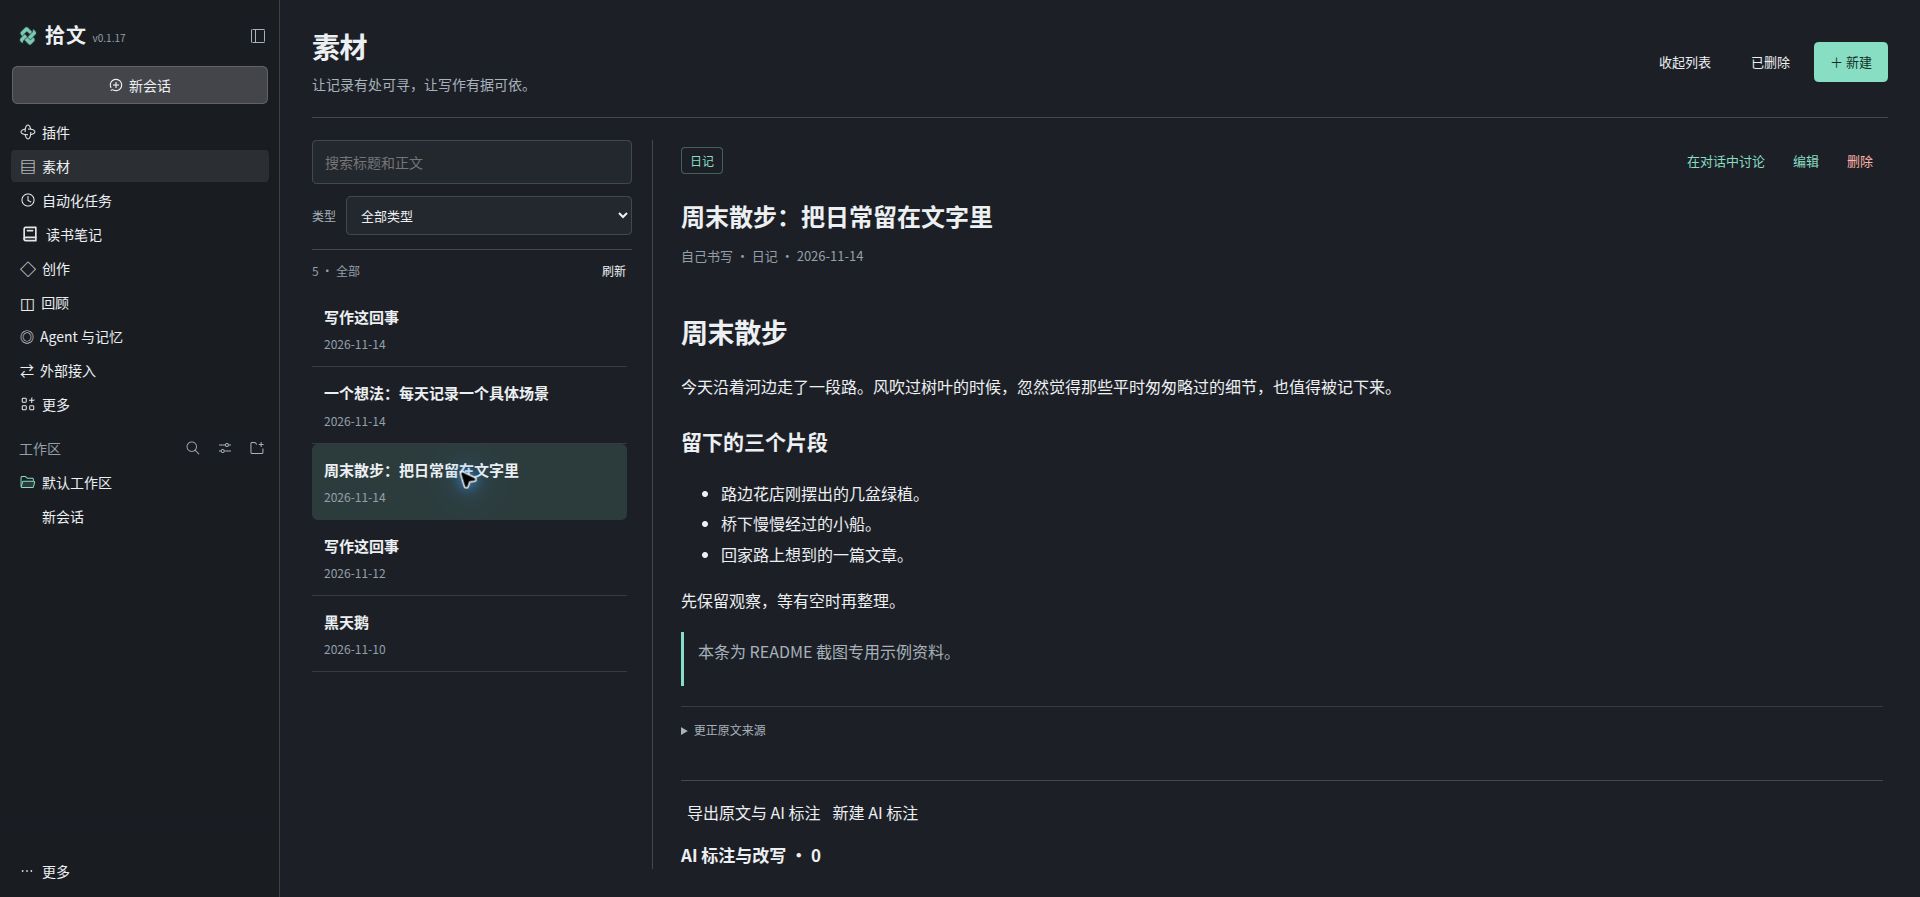 拾文 v0.1.17
新会话
插件
素材
自动化任务
读书笔记
创作
回顾
Agent 与记忆
外部接入
更多
工作区
默认工作区
新会话
更多
素材
让记录有处可寻，让写作有据可依。
收起列表
已删除
新建
搜索标题和正文
类型 全部类型
5 · 全部 刷新
写作这回事
2026-11-14
一个想法：每天记录一个具体场景
2026-11-14
周末散步：把日常留在文字里
2026-11-14
写作这回事
2026-11-12
黑天鹅
2026-11-10
日记
在对话中讨论 编辑 删除
周末散步：把日常留在文字里
自己书写 · 日记 · 2026-11-14
周末散步
今天沿着河边走了一段路。风吹过树叶的时候，忽然觉得那些平时匆匆略过的细节，也值得被记下来。
留下的三个片段
路边花店刚摆出的几盆绿植。
桥下慢慢经过的小船。
回家路上想到的一篇文章。
先保留观察，等有空时再整理。
本条为 README 截图专用示例资料。
更正原文来源
导出原文与 AI 标注 新建 AI 标注
AI 标注与改写 · 0